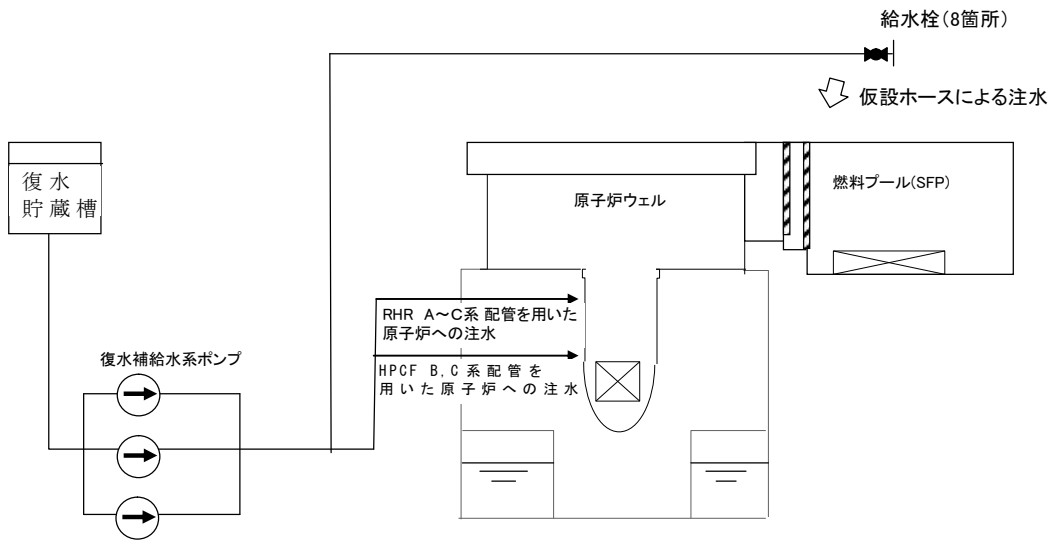 給水栓(8箇所)
仮設ホースによる注水
復水
貯蔵槽
原子炉ウェル
燃料プール(SFP)
RHR A~C系 配管を用いた
原子炉への注水
復水補給水系ポンプ
HPCF B,C系配管を
用いた原子炉への注水